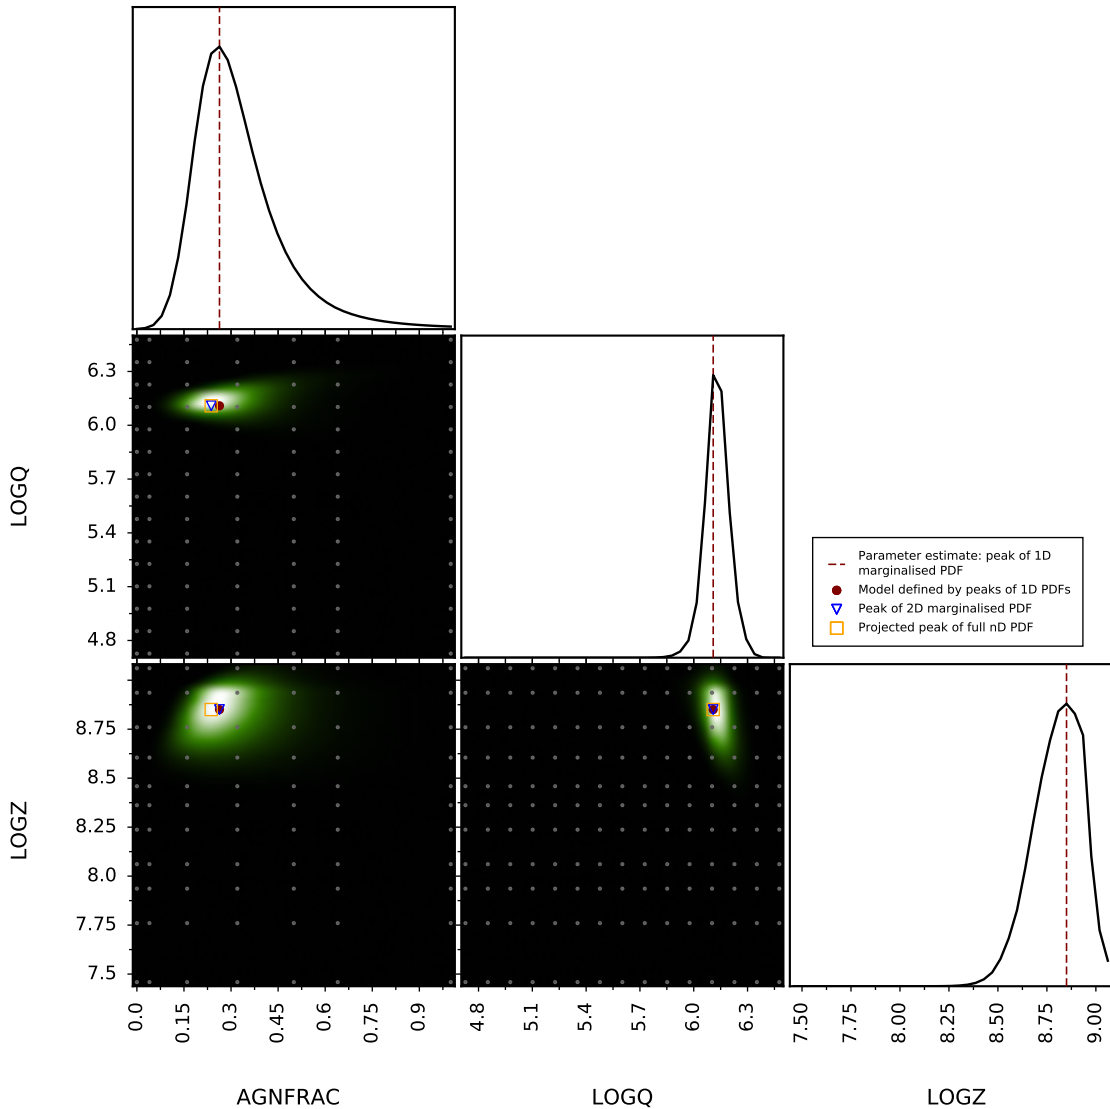 6.3
6.0
5.7
5.4
5.1
4.8
LOGQ
Parameter estimate: peak of 1D
marginalised PDF
Model defined by peaks of 1D PDFs
Peak of 2D marginalised PDF
Projected peak of full nD PDF
8.75
8.5
8.25
8.0
7.75
7.5
LOGZ
0.0 0.15 0.3 0.45 0.6 0.75 0.9
4.8 5.1 5.4 5.7 6.0 6.3
7.50 7.75 8.00 8.25 8.50 8.75 9.00
AGNFRAC LOGQ LOGZ